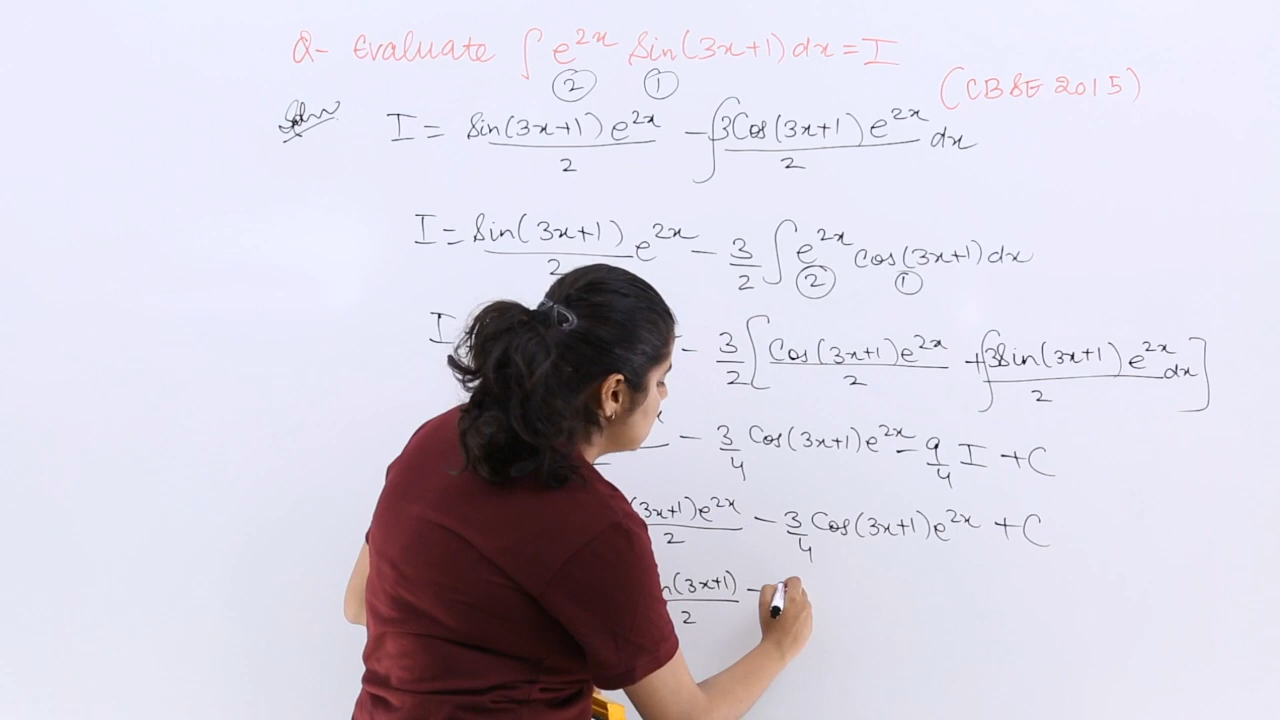 Q- Evaluate ∫ e^{2x} Sin(3x+1) dx = I
② ①
(CBSE 2015)
Soln I = Sin(3x+1) e^{2x} / 2 - ∫ 3Cos(3x+1) e^{2x} / 2 dx
I = Sin(3x+1) / 2 e^{2x} - 3/2 ∫ e^{2x} Cos(3x+1) dx
② ①
I - 3/2 [ Cos(3x+1) e^{2x} / 2 + ∫ 3Sin(3x+1) e^{2x} / 2 dx ]
- 3/4 Cos(3x+1) e^{2x} - 9/4 I + C
(3x+1) e^{2x} / 2 - 3/4 Cos(3x+1) e^{2x} + C
n(3x+1) / 2 -